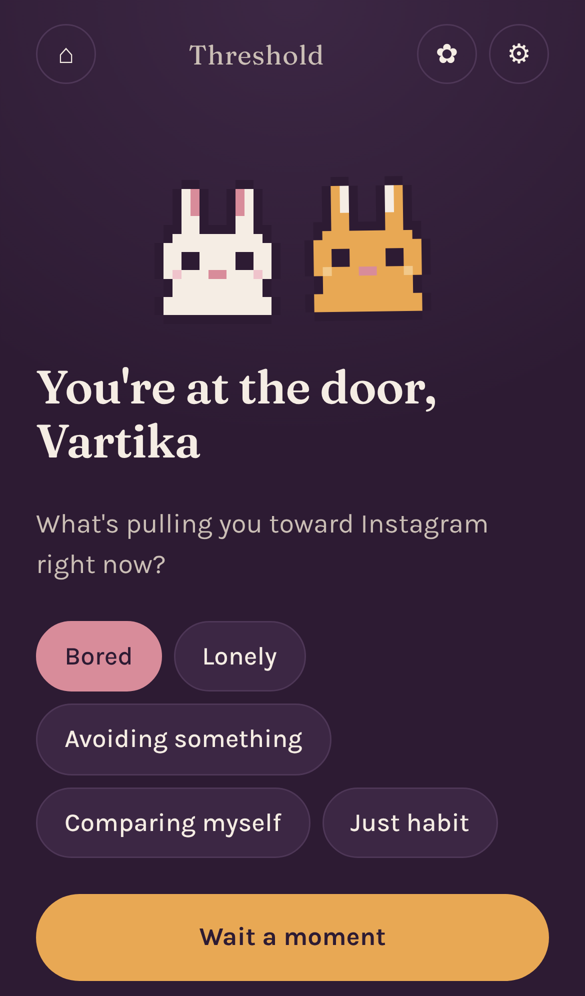 Threshold
You're at the door,
Vartika
What's pulling you toward Instagram
right now?
Bored
Lonely
Avoiding something
Comparing myself
Just habit
Wait a moment